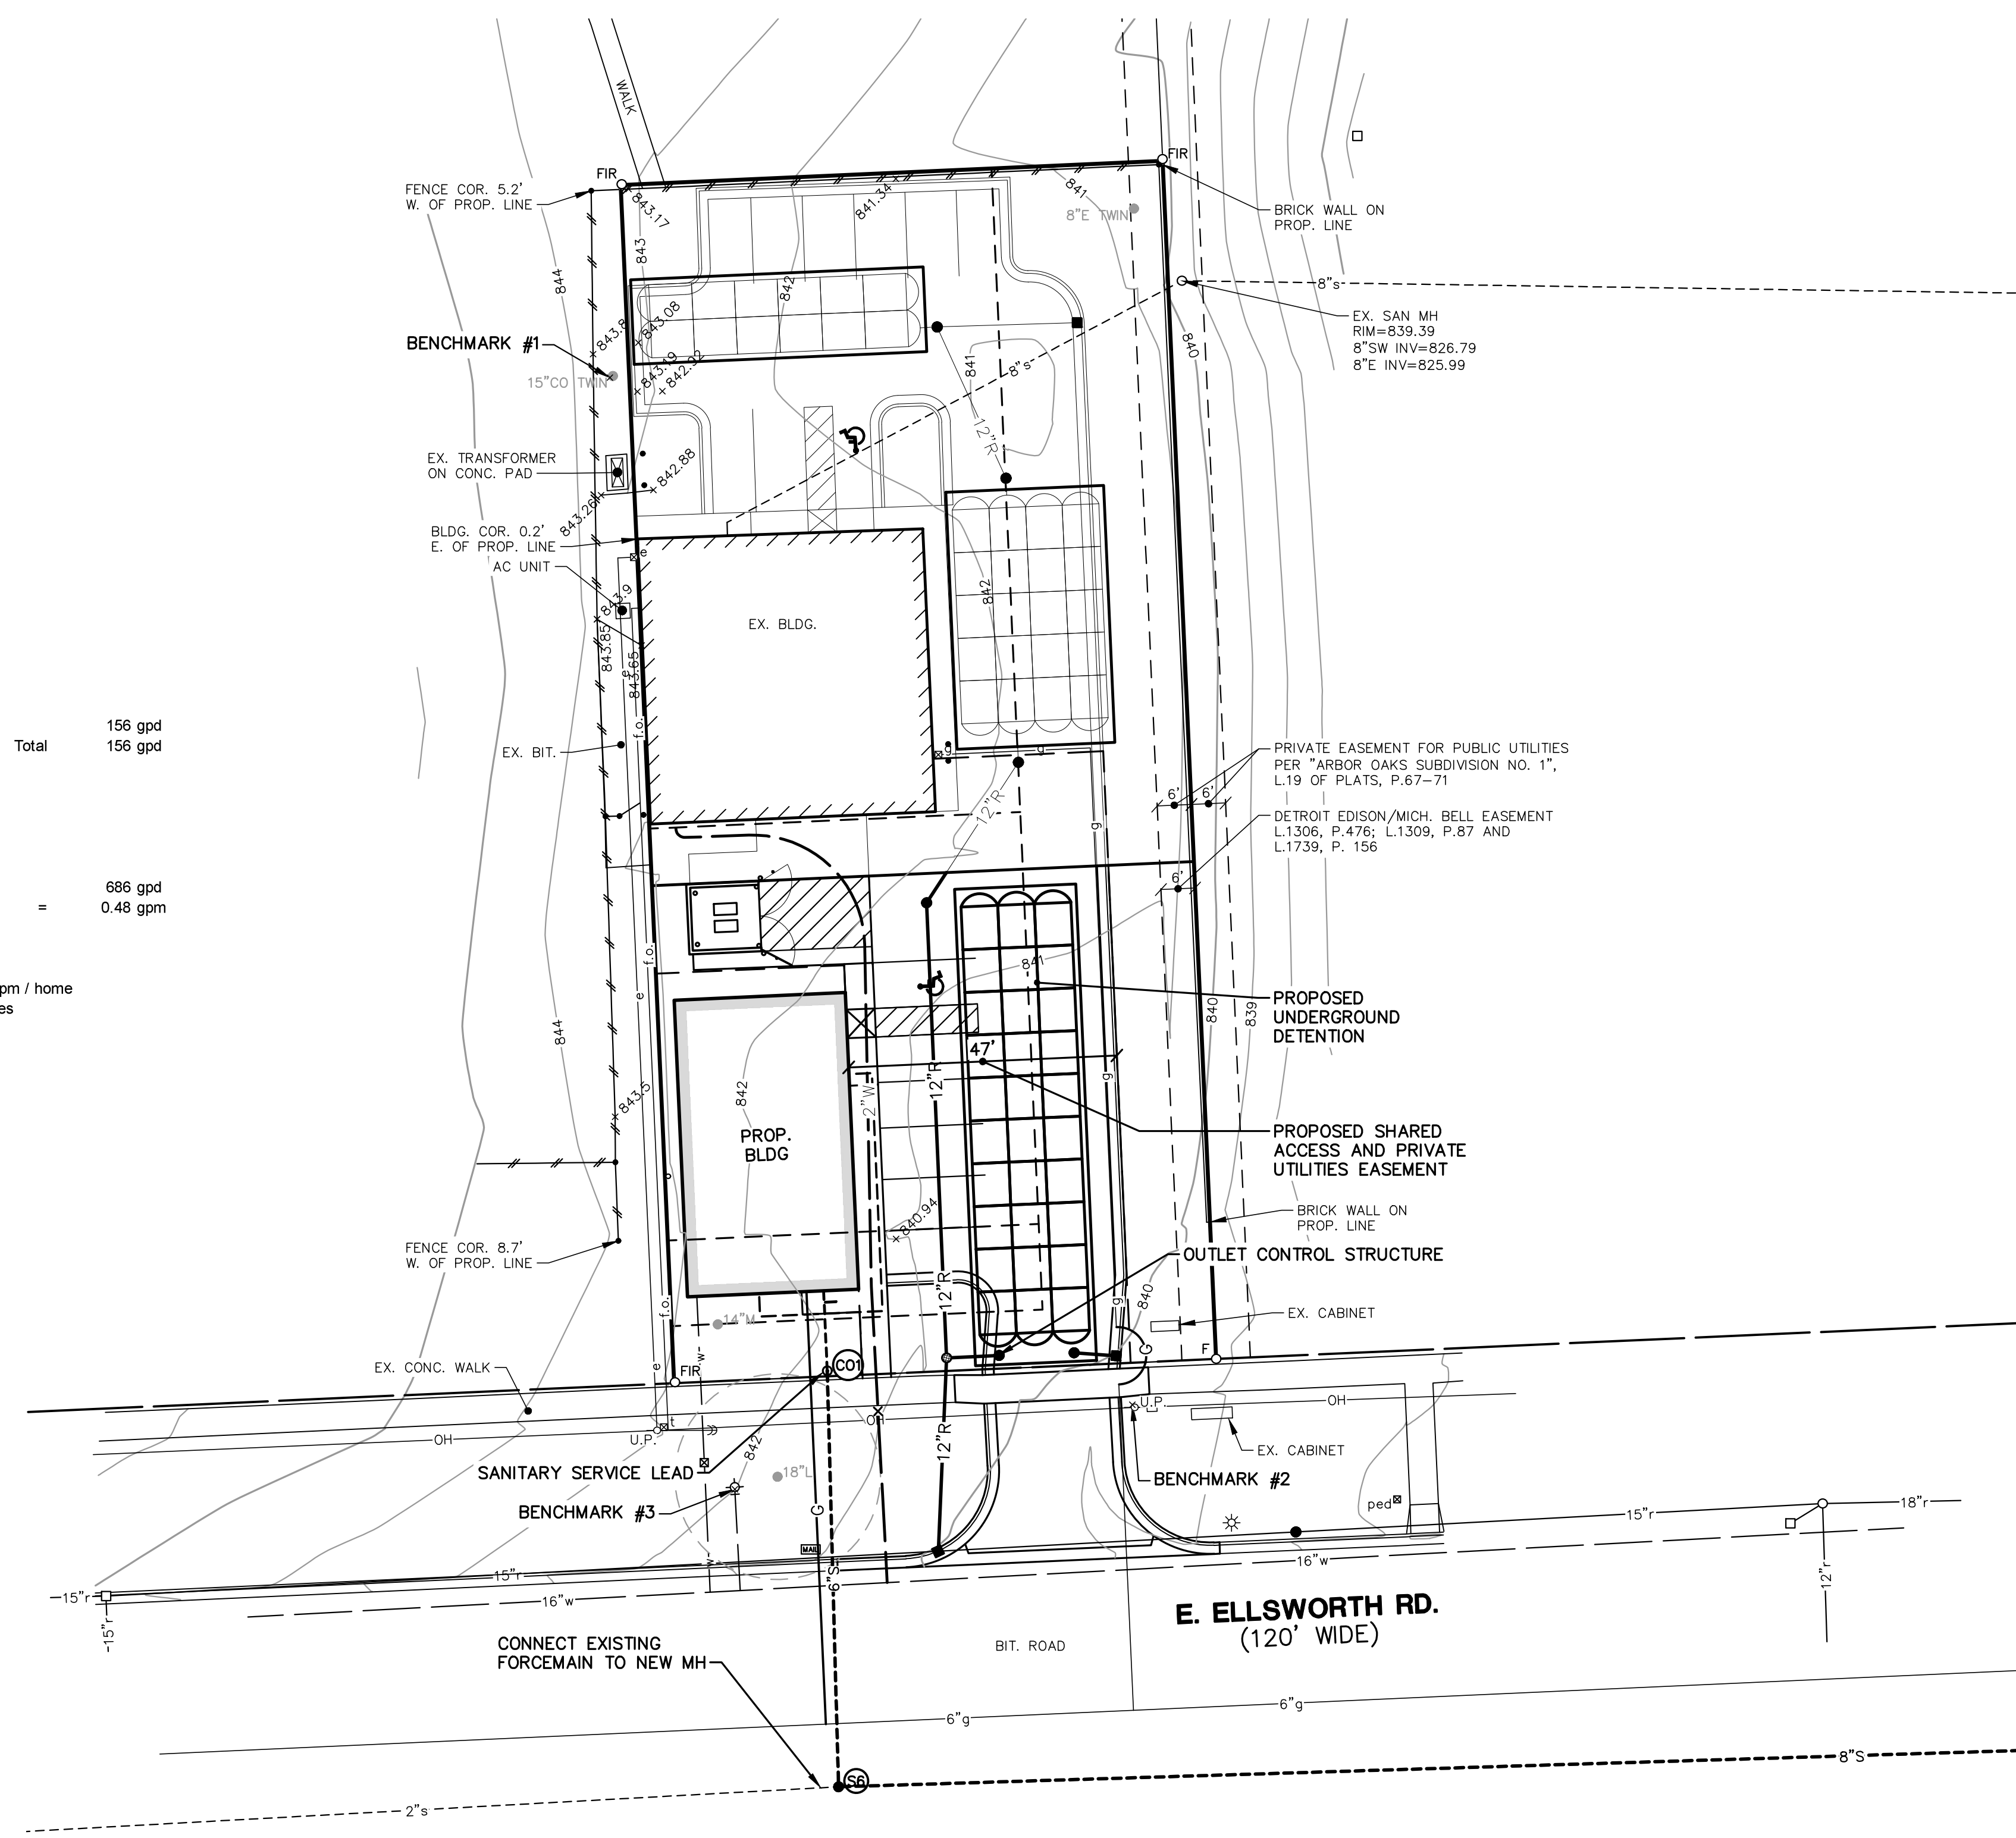 WALK
FIR
FIR
FENCE COR. 5.2'
W. OF PROP. LINE
843.17
841.34
841
8"E TWIN
BRICK WALL ON
PROP. LINE
843
844
842
8"s
EX. SAN MH
RIM=839.39
8"SW INV=826.79
8"E INV=825.99
843.8
843.08
BENCHMARK #1
843.19
842.92
15"CO TWIN
841
8"s
840
12"R
EX. TRANSFORMER
ON CONC. PAD
842.88
843.26
BLDG. COR. 0.2'
E. OF PROP. LINE
e
AC UNIT
843.9
842
EX. BLDG.
843.85
843.65
e
f.o.
156 gpd
Total 156 gpd
EX. BIT.
g
g
PRIVATE EASEMENT FOR PUBLIC UTILITIES
PER "ARBOR OAKS SUBDIVISION NO. 1",
L.19 OF PLATS, P.67-71
6'
6'
12"R
g
DETROIT EDISON/MICH. BELL EASEMENT
L.1306, P.476; L.1309, P.87 AND
L.1739, P. 156
6'
686 gpd
= 0.48 gpm
f.o.
841
pm / home
es
e
844
PROPOSED
UNDERGROUND
DETENTION
840
839
47'
12"R
g
843.5
842
2"W
PROP.
BLDG
PROPOSED SHARED
ACCESS AND PRIVATE
UTILITIES EASEMENT
840.94
BRICK WALL ON
PROP. LINE
FENCE COR. 8.7'
W. OF PROP. LINE
OUTLET CONTROL STRUCTURE
12"R
f.o.
g
840
EX. CABINET
14"M
G
F
EX. CONC. WALK
e
FIR
w
CO1
U.P.
OH
t
OH
U.P.
OH
12"R
842
EX. CABINET
SANITARY SERVICE LEAD
18"L
BENCHMARK #2
BENCHMARK #3
G
ped
15"r
18"r
MAIL
w
15"r
16"w
12"r
15"r
15"r
16"w
6"S
E. ELLSWORTH RD.
(120' WIDE)
CONNECT EXISTING
FORCEMAIN TO NEW MH
BIT. ROAD
6"g
6"g
S6
8"S
2"s